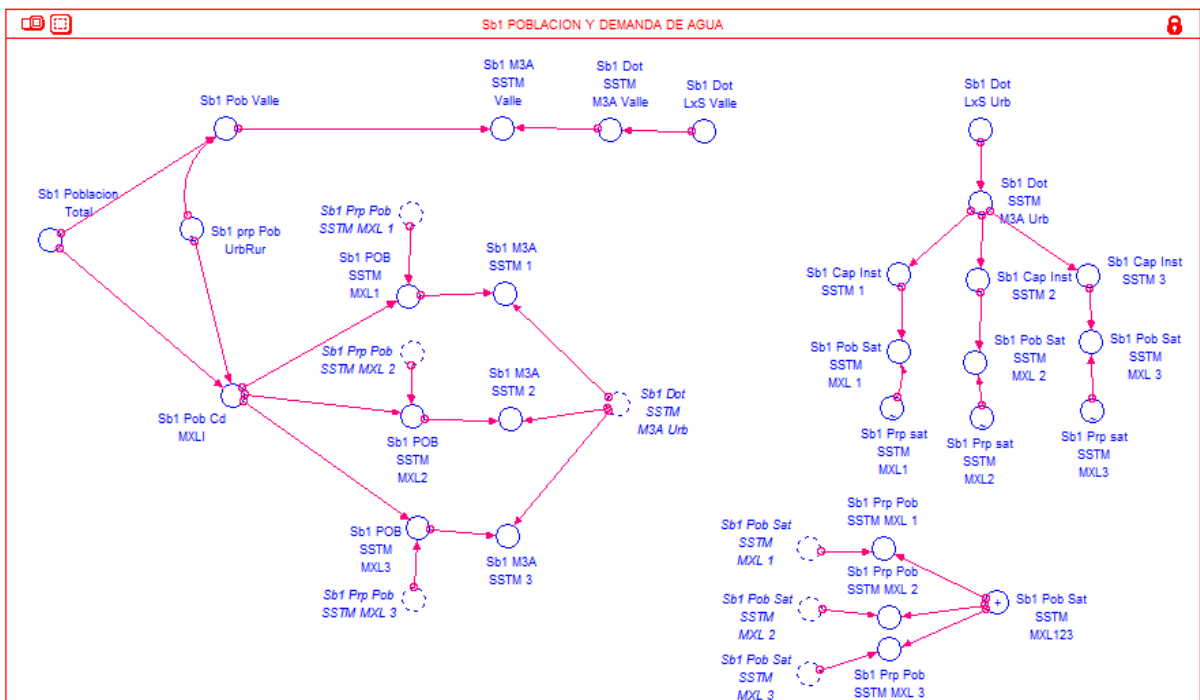 Sb1 POBLACION Y DEMANDA DE AGUA
Sb1 Pob Valle
Sb1 M3A
SSTM
Valle
Sb1 Dot
SSTM
M3A Valle
Sb1 Dot
LxS Valle
Sb1 Poblacion
Total
Sb1 prp Pob
UrbRur
Sb1 Prp Pob
SSTM MXL 1
Sb1 POB
SSTM
MXL1
Sb1 M3A
SSTM 1
Sb1 Prp Pob
SSTM MXL 2
Sb1 M3A
SSTM 2
Sb1 Pob Cd
MXLI
Sb1 POB
SSTM
MXL2
Sb1 Dot
SSTM
M3A Urb
Sb1 POB
SSTM
MXL3
Sb1 M3A
SSTM 3
Sb1 Prp Pob
SSTM MXL 3
Sb1 Dot
LxS Urb
Sb1 Dot
SSTM
M3A Urb
Sb1 Cap Inst
SSTM 1
Sb1 Cap Inst
SSTM 2
Sb1 Cap Inst
SSTM 3
Sb1 Pob Sat
SSTM
MXL 1
Sb1 Pob Sat
SSTM
MXL 2
Sb1 Pob Sat
SSTM
MXL 3
Sb1 Prp sat
SSTM
MXL1
Sb1 Prp sat
SSTM
MXL2
Sb1 Prp sat
SSTM
MXL3
Sb1 Pob Sat
SSTM
MXL 1
Sb1 Prp Pob
SSTM MXL 1
Sb1 Prp Pob
SSTM MXL 2
Sb1 Pob Sat
SSTM
MXL 2
Sb1 Pob Sat
SSTM
MXL123
Sb1 Pob Sat
SSTM
MXL 3
Sb1 Prp Pob
SSTM MXL 3